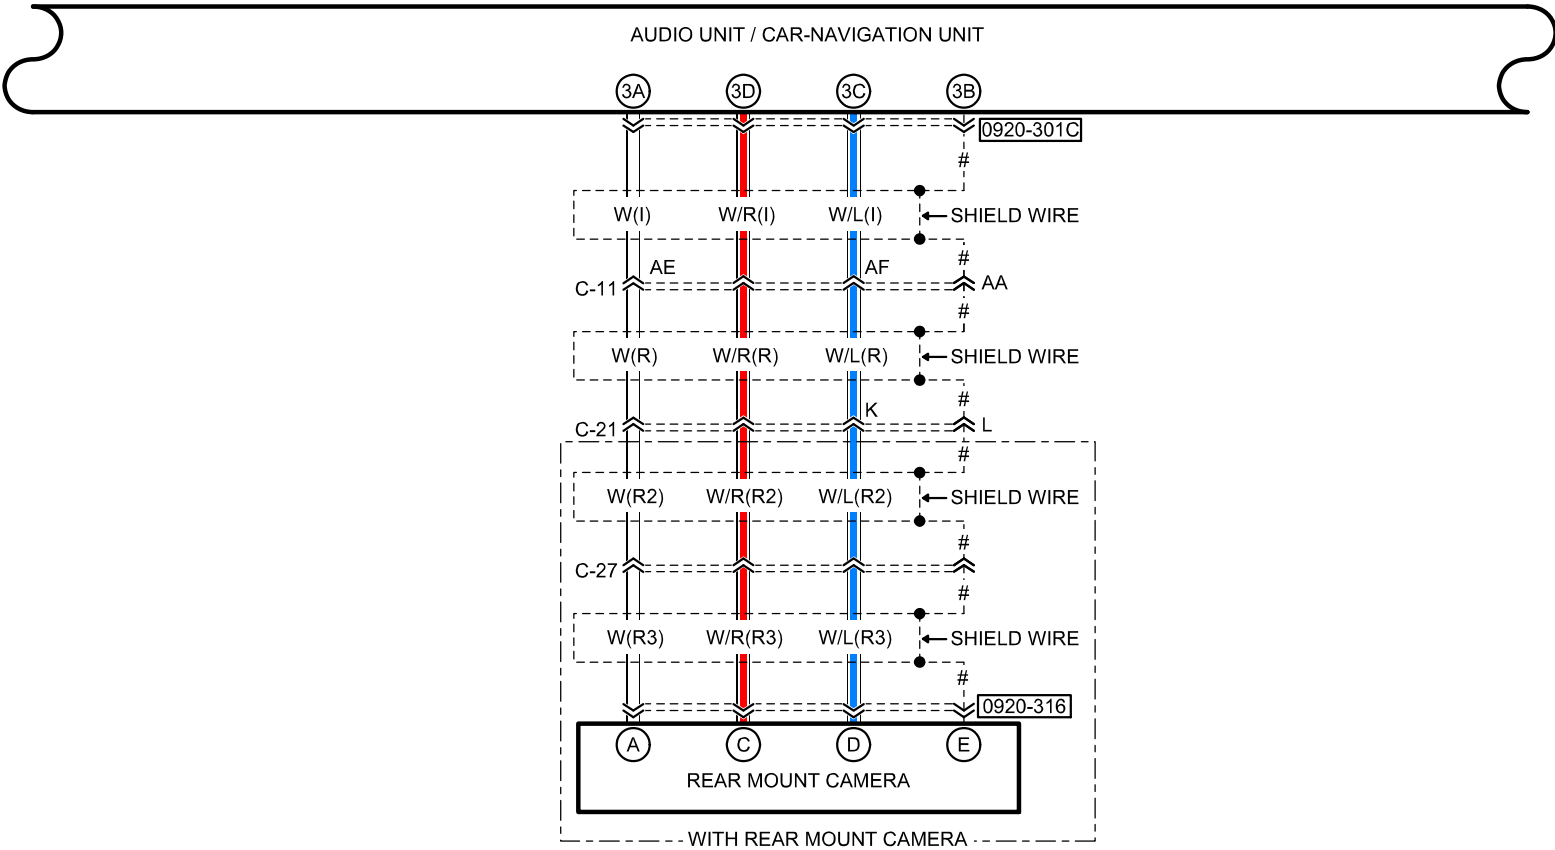 AUDIO UNIT / CAR-NAVIGATION UNIT
3A 3D 3C 3B
0920-301C
#
W(I) W/R(I) W/L(I) SHIELD WIRE
#
AE AF
C-11 AA
#
W(R) W/R(R) W/L(R) SHIELD WIRE
#
K
C-21 L
#
W(R2) W/R(R2) W/L(R2) SHIELD WIRE
#
C-27
#
W(R3) W/R(R3) W/L(R3) SHIELD WIRE
#
0920-316
A C D E
REAR MOUNT CAMERA
WITH REAR MOUNT CAMERA